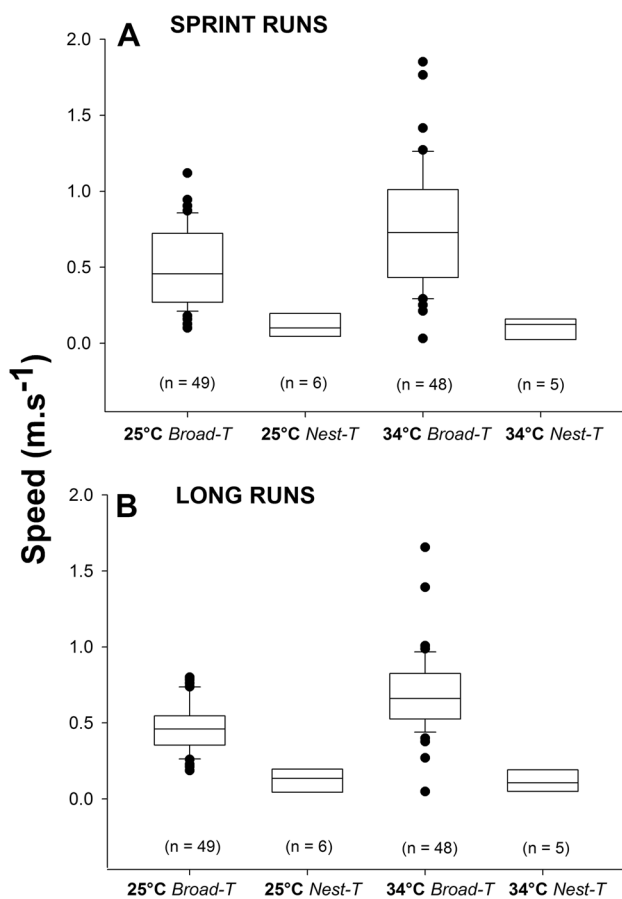 A SPRINT RUNS
2.0
1.5
1.0
0.5
0.0
(n = 49) (n = 6) (n = 48) (n = 5)
25°C Broad-T 25°C Nest-T 34°C Broad-T 34°C Nest-T
Speed (m.s-1)
B LONG RUNS
2.0
1.5
1.0
0.5
0.0
(n = 49) (n = 6) (n = 48) (n = 5)
25°C Broad-T 25°C Nest-T 34°C Broad-T 34°C Nest-T